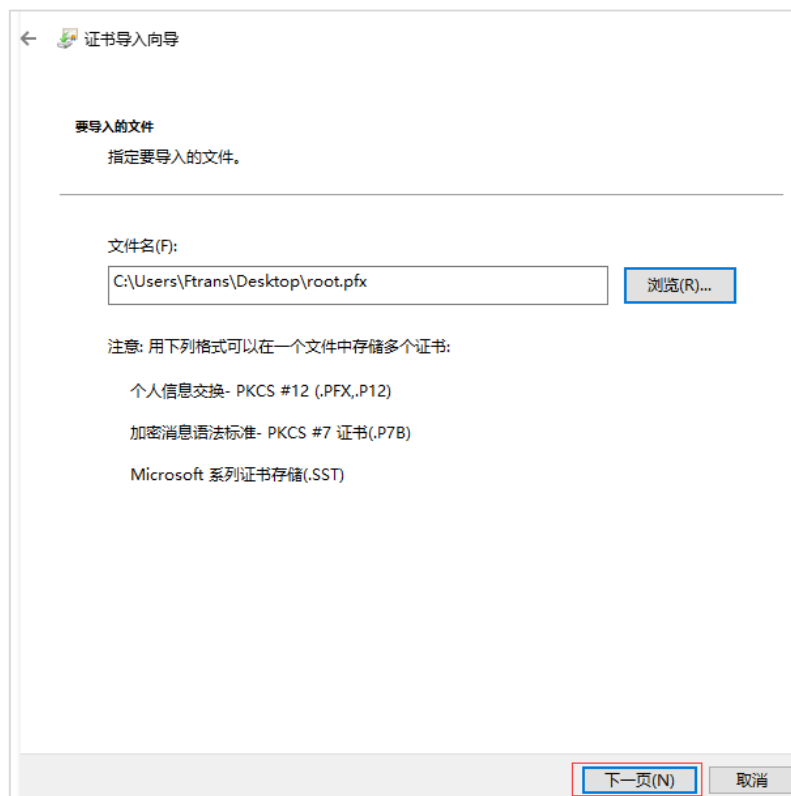 证书导入向导
要导入的文件
指定要导入的文件。
文件名(F):
C:\Users\Ftrans\Desktop\root.pfx
浏览(R)...
注意: 用下列格式可以在一个文件中存储多个证书:
个人信息交换- PKCS #12 (.PFX,.P12)
加密消息语法标准- PKCS #7 证书(.P7B)
Microsoft 系列证书存储(.SST)
下一页(N)
取消